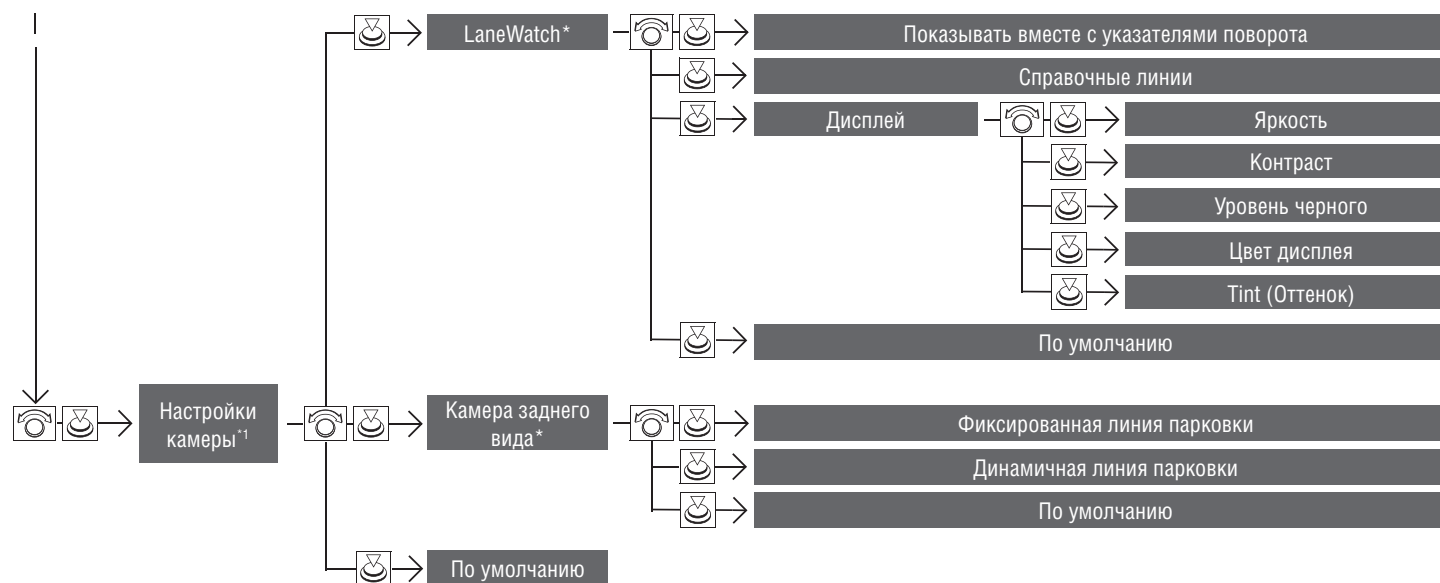 LaneWatch*
Показывать вместе с указателями поворота
Справочные линии
Дисплей
Яркость
Контраст
Уровень черного
Цвет дисплея
Tint (Оттенок)
По умолчанию
Настройки
камеры*1
Камера заднего
вида*
Фиксированная линия парковки
Динамичная линия парковки
По умолчанию
По умолчанию